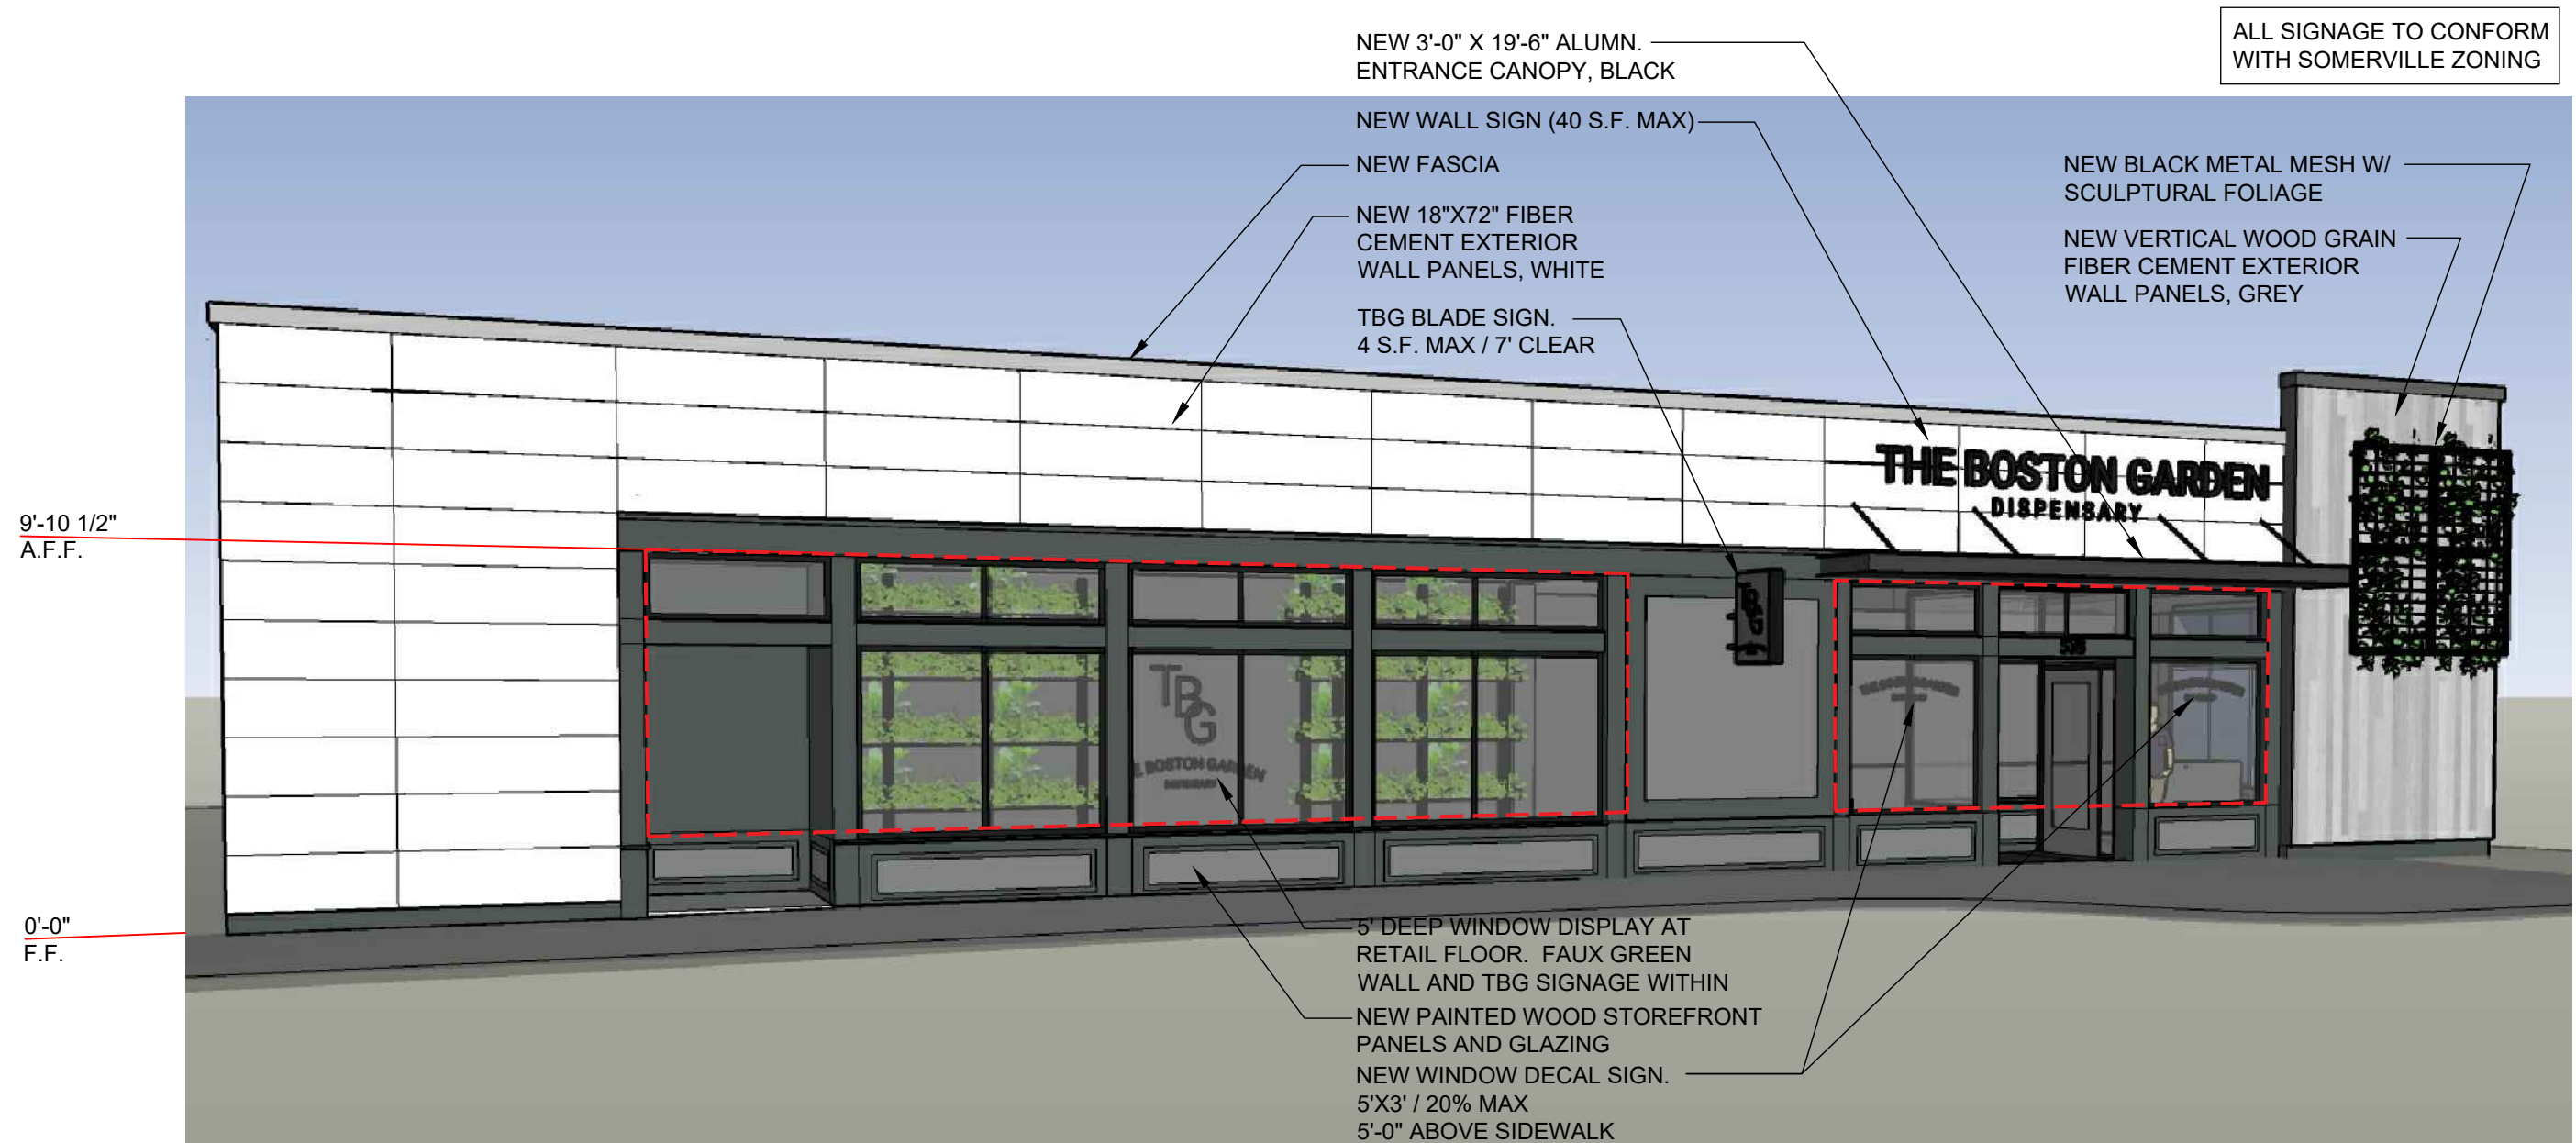 ALL SIGNAGE TO CONFORM
WITH SOMERVILLE ZONING
NEW 3'-0" X 19'-6" ALUMN.
ENTRANCE CANOPY, BLACK
NEW WALL SIGN (40 S.F. MAX)
NEW FASCIA
NEW 18"X72" FIBER
CEMENT EXTERIOR
WALL PANELS, WHITE
TBG BLADE SIGN.
4 S.F. MAX / 7' CLEAR
NEW BLACK METAL MESH W/
SCULPTURAL FOLIAGE
NEW VERTICAL WOOD GRAIN
FIBER CEMENT EXTERIOR
WALL PANELS, GREY
THE BOSTON GARDEN
DISPENSARY
9'-10 1/2"
A.F.F.
TBG
E BOSTON GARDEN
DISPENSARY
0'-0"
F.F.
5' DEEP WINDOW DISPLAY AT
RETAIL FLOOR. FAUX GREEN
WALL AND TBG SIGNAGE WITHIN
NEW PAINTED WOOD STOREFRONT
PANELS AND GLAZING
NEW WINDOW DECAL SIGN.
5'X3' / 20% MAX
5'-0" ABOVE SIDEWALK